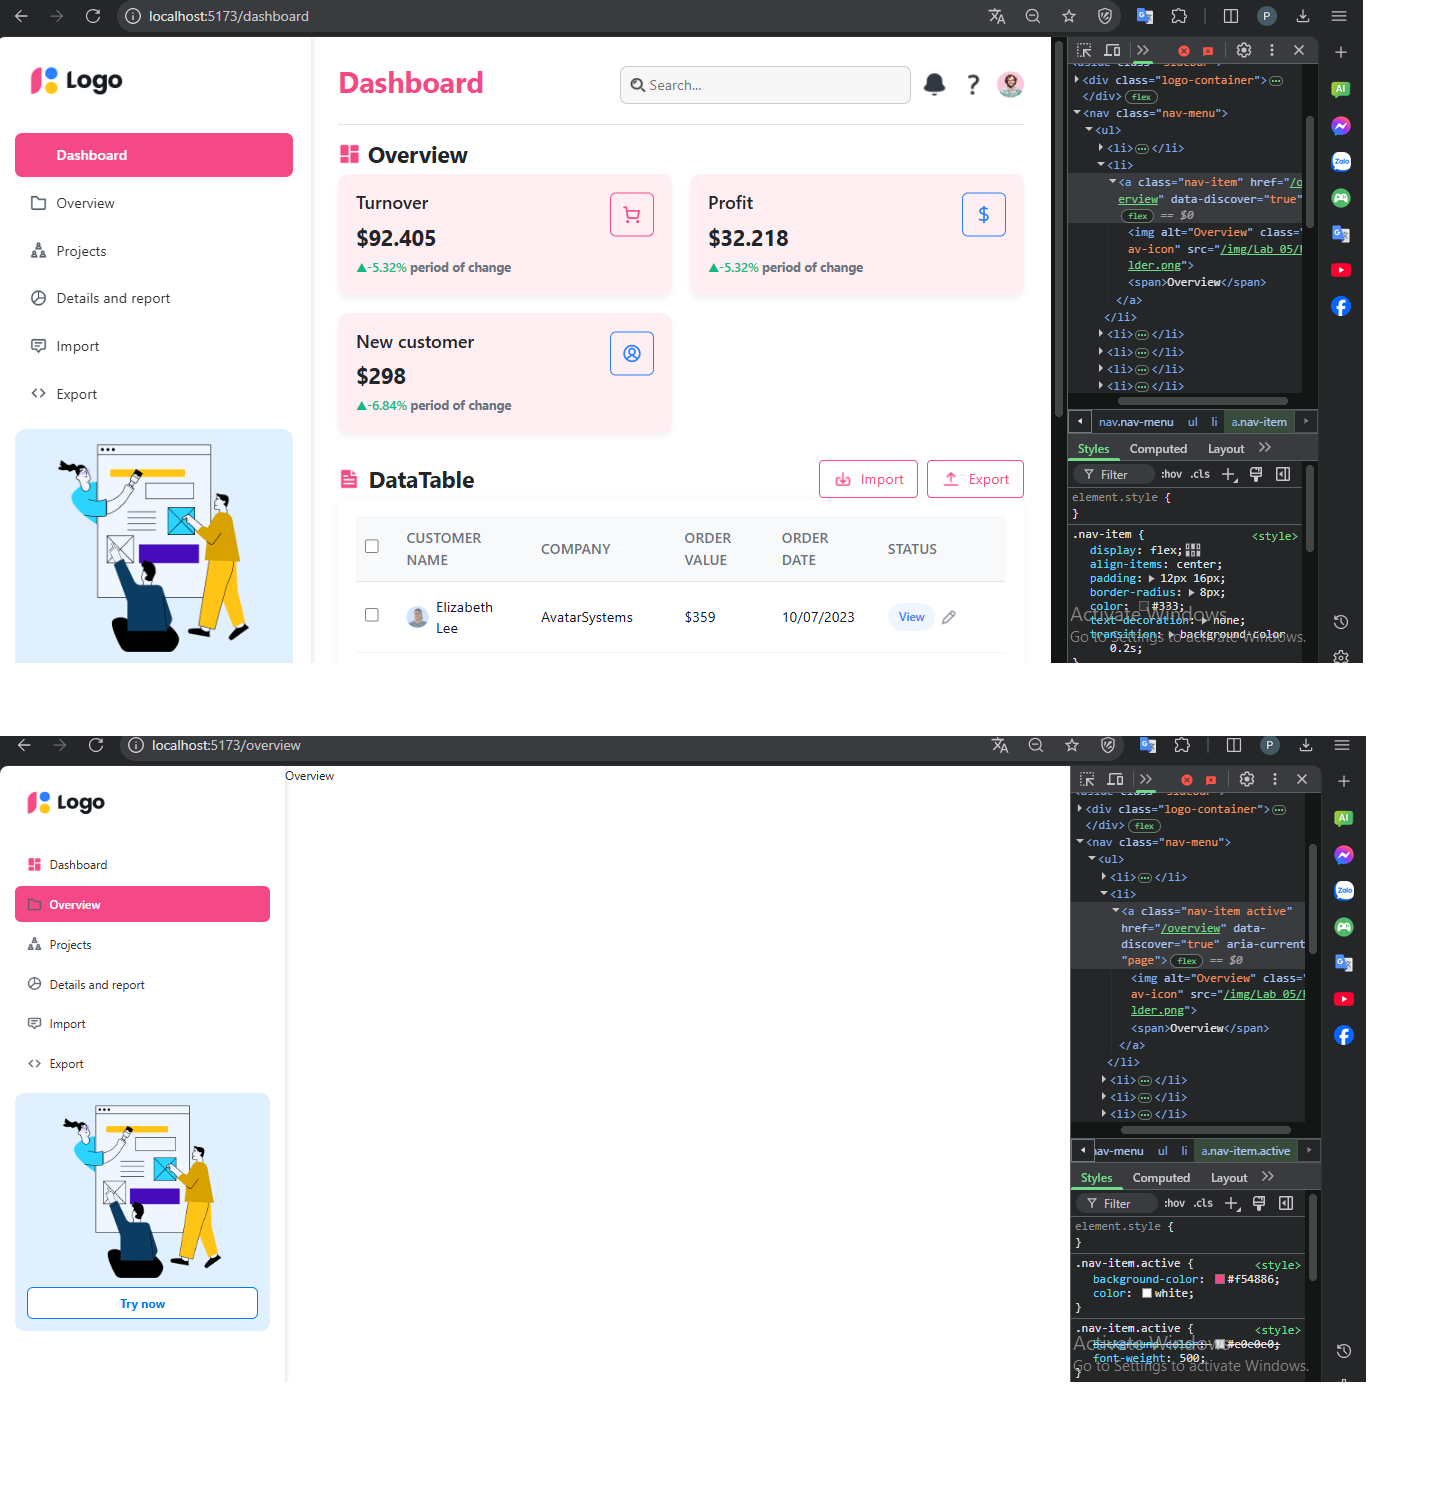 localhost:5173/dashboard
P
Logo
Dashboard
Overview
Projects
Details and report
Import
Export
Dashboard
Search...
?
Overview
Turnover
$92.405
▲-5.32% period of change
Profit
$
$32.218
▲-5.32% period of change
New customer
$298
▲-6.84% period of change
DataTable
Import
Export
CUSTOMER NAME
COMPANY
ORDER VALUE
ORDER DATE
STATUS
Elizabeth Lee
AvatarSystems
$359
10/07/2023
View
<div class="logo-container">
</div> flex
<nav class="nav-menu">
<ul>
<li> </li>
<li>
<a class="nav-item" href="/o
erview" data-discover="true"
flex == $0
<img alt="Overview" class="
av-icon" src="/img/Lab 05/
lder.png">
<span>Overview</span>
</a>
</li>
<li> </li>
<li> </li>
<li> </li>
<li> </li>
nav.nav-menu ul li a.nav-item
Styles Computed Layout
Filter :hov .cls
element.style {
}
.nav-item { <style>
display: flex;
align-items: center;
padding: 12px 16px;
border-radius: 8px;
color: #333;
text-decoration: none;
transition: background-color
0.2s;
}
Activate Windows
Go to Settings to activate Windows.
AI
Zalo
localhost:5173/overview
P
Logo
Dashboard
Overview
Projects
Details and report
Import
Export
Try now
Overview
<div class="logo-container">
</div> flex
<nav class="nav-menu">
<ul>
<li> </li>
<li>
<a class="nav-item active"
href="/overview" data-
discover="true" aria-current
"page"> flex == $0
<img alt="Overview" class="
av-icon" src="/img/Lab 05/
lder.png">
<span>Overview</span>
</a>
</li>
<li> </li>
<li> </li>
<li> </li>
nav-menu ul li a.nav-item.active
Styles Computed Layout
Filter :hov .cls
element.style {
}
.nav-item.active { <style>
background-color: #f54886;
color: white;
}
.nav-item.active { <style>
background-color: #e0e0e0;
font-weight: 500;
}
Activate Windows
Go to Settings to activate Windows.
AI
Zalo